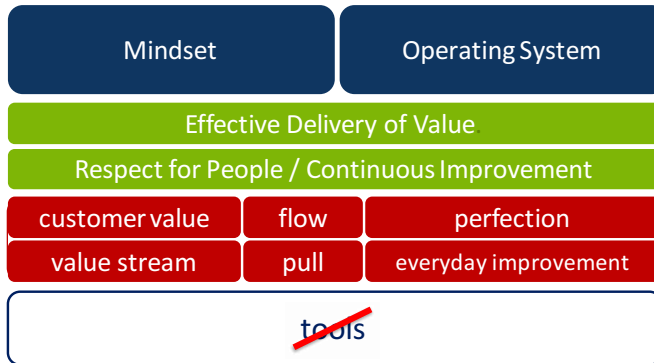 Mindset Operating System
Effective Delivery of Value.
Respect for People / Continuous Improvement
customer value flow perfection
value stream pull everyday improvement
tools